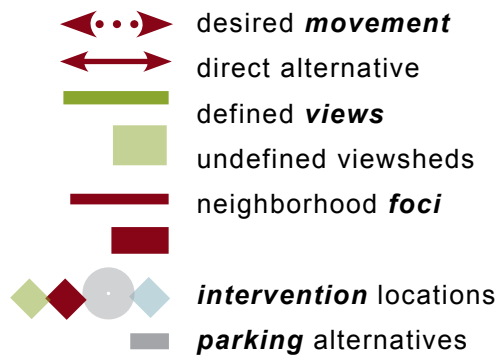 desired movement
direct alternative
defined views
undefined viewsheds
neighborhood foci
intervention locations
parking alternatives